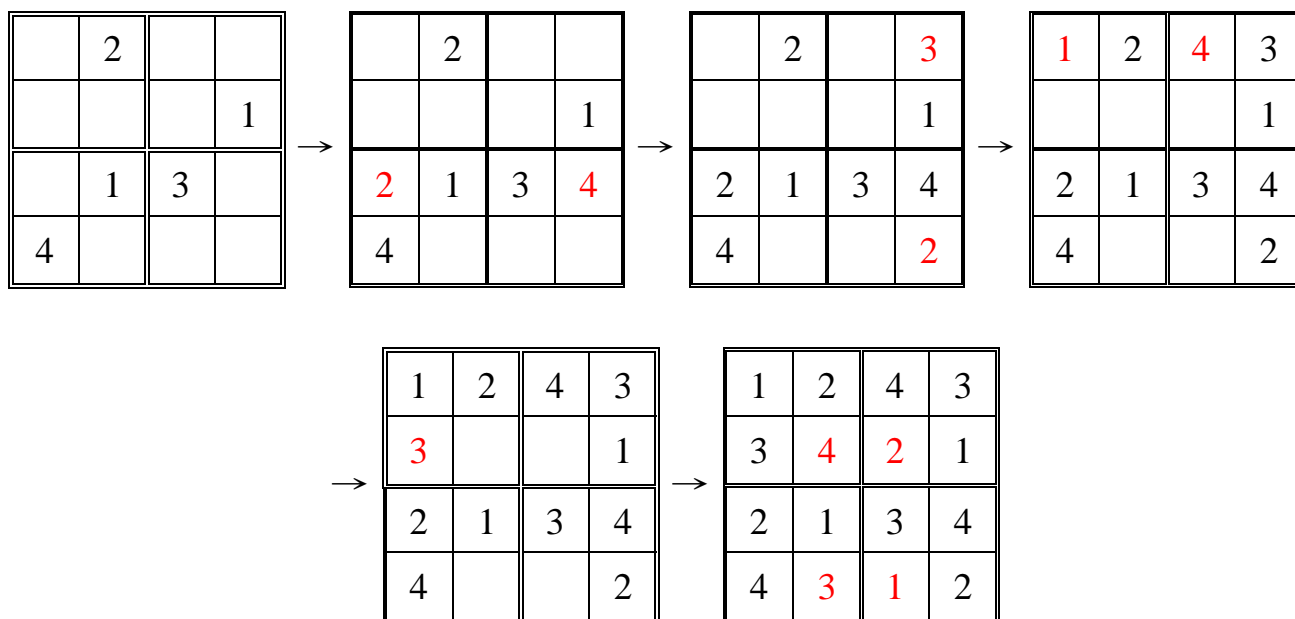 2 → 2 → 2 3 → 1 2 4 3
1 1 1 1
1 3 2 1 3 4 2 1 3 4 2 1 3 4
4 4 4 2 4 2
→ 1 2 4 3 → 1 2 4 3
3 1 3 4 2 1
2 1 3 4 2 1 3 4
4 2 4 3 1 2